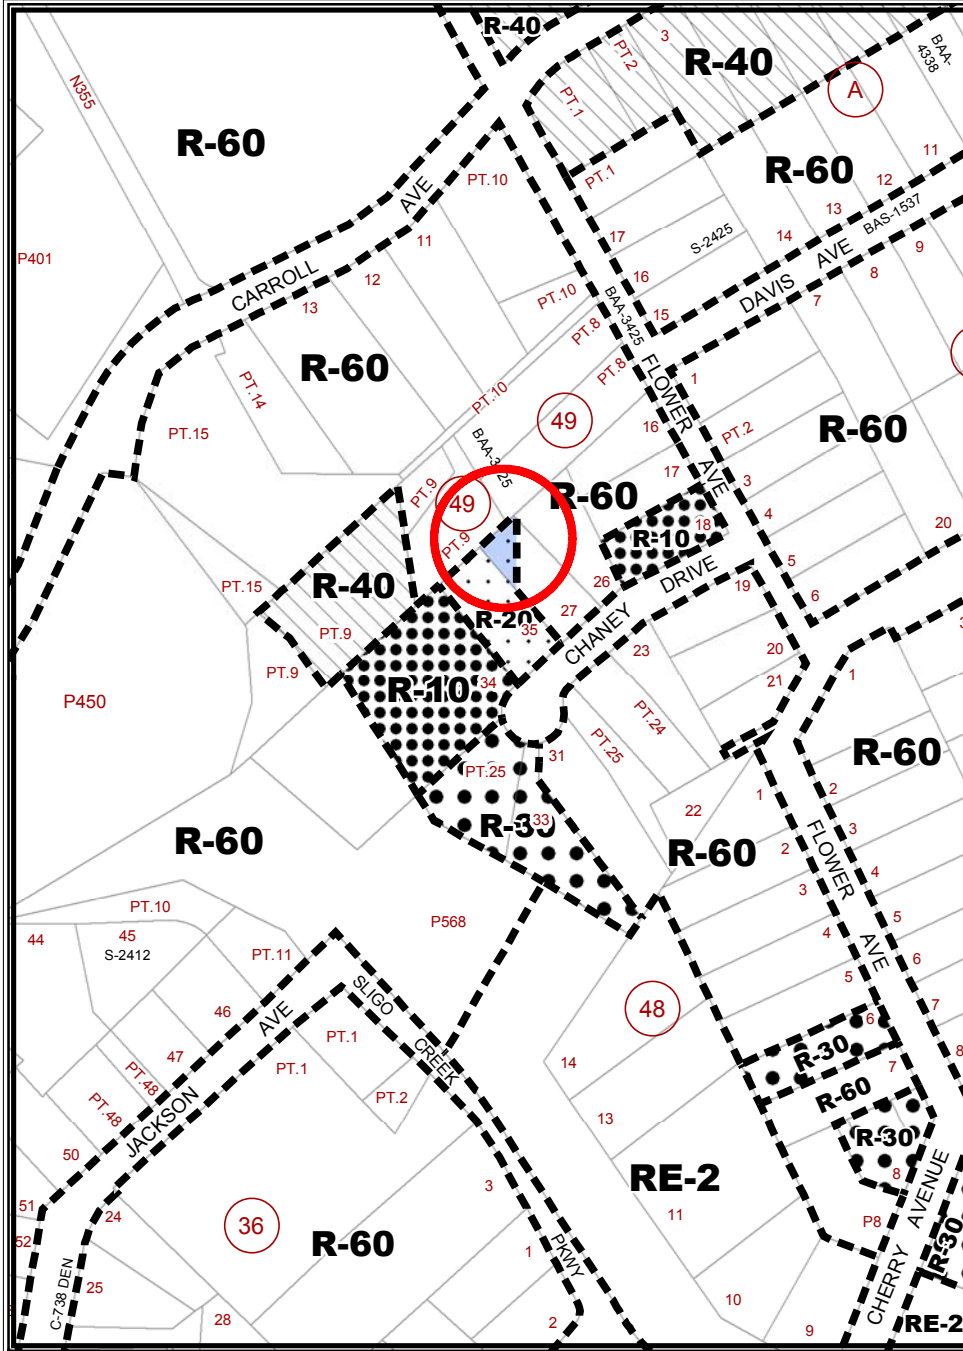 R-40
3
PT.2
R-40
BAA-
4338
N355
A
PT.1
R-60
11
R-60
PT.10
PT.1
12
AVE
13
BAS-1537
11
17
S-2425
14
AVE
9
P401
CARROLL
12
16
8
13
PT.10
BAA-3425
DAVIS
7
15
PT.8
R-60
PT.8
FLOWER
1
PT.14
PT.10
49
16
PT.2
R-60
PT.15
BAA-3425
17
AVE
3
PT.9
49
R-60
18
4
20
PT.9
R-10
5
PT.15
R-40
26
DRIVE
19
6
27
R-20
35
PT.9
CHANEY
23
20
PT.9
34
21
1
R-10
P450
PT.24
PT.25
31
R-60
PT.25
1
2
22
R-30
33
FLOWER
3
R-60
R-60
2
4
3
PT.10
P568
5
44
45
4
AVE
S-2412
PT.11
6
5
SLIGO
48
7
46
AVE
6
PT.1
CREEK
R-30
8
47
PT.1
14
7
PT.48
R-60
PT.48
PT.2
13
JACKSON
R-30
50
8
AVENUE
RE-2
3
51
24
11
P8
36
52
R-60
1
PKWY
R-30
C-738 DEN
25
CHERRY
10
28
2
9
RE-2